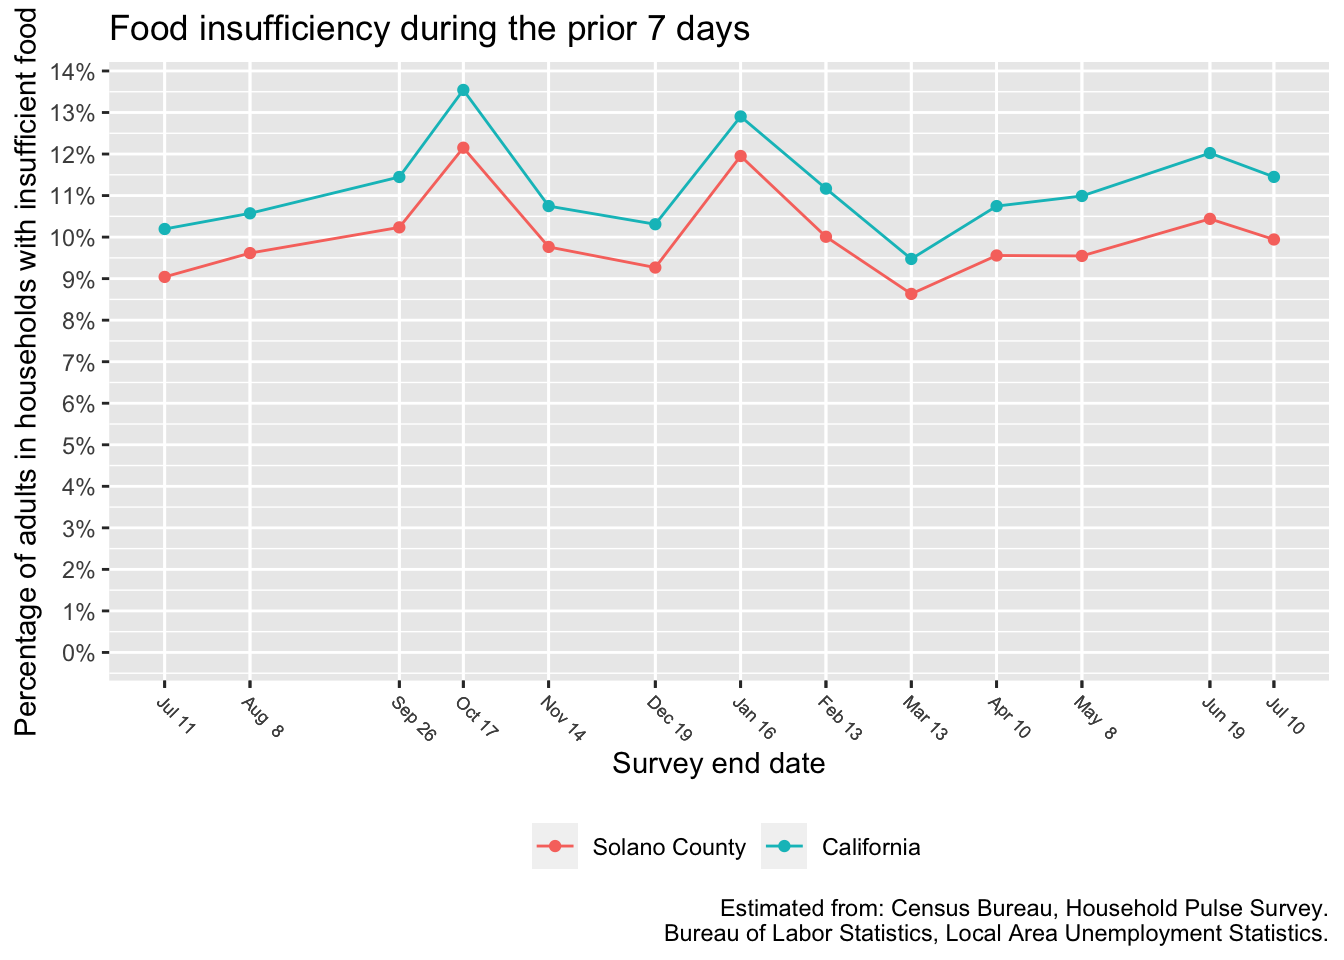 Food insufficiency during the prior 7 days
Percentage of adults in households with insufficient food
14%
13%
12%
11%
10%
9%
8%
7%
6%
5%
4%
3%
2%
1%
0%
Jul 11
Aug 8
Sep 26
Oct 17
Nov 14
Dec 19
Jan 16
Feb 13
Mar 13
Apr 10
May 8
Jun 19
Jul 10
Survey end date
Solano County
California
Estimated from: Census Bureau, Household Pulse Survey.
Bureau of Labor Statistics, Local Area Unemployment Statistics.